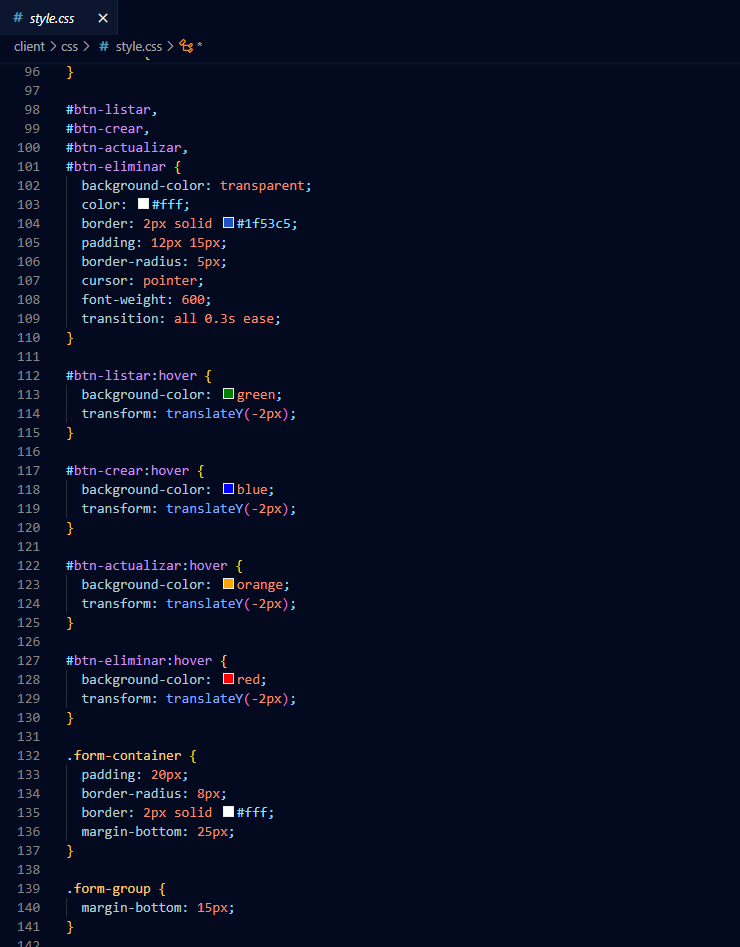 # style.css ×
client > css > # style.css > *
{
96 }
97
98 #btn-listar,
99 #btn-crear,
100 #btn-actualizar,
101 #btn-eliminar {
102 background-color: transparent;
103 color: #fff;
104 border: 2px solid #1f53c5;
105 padding: 12px 15px;
106 border-radius: 5px;
107 cursor: pointer;
108 font-weight: 600;
109 transition: all 0.3s ease;
110 }
111
112 #btn-listar:hover {
113 background-color: green;
114 transform: translateY(-2px);
115 }
116
117 #btn-crear:hover {
118 background-color: blue;
119 transform: translateY(-2px);
120 }
121
122 #btn-actualizar:hover {
123 background-color: orange;
124 transform: translateY(-2px);
125 }
126
127 #btn-eliminar:hover {
128 background-color: red;
129 transform: translateY(-2px);
130 }
131
132 .form-container {
133 padding: 20px;
134 border-radius: 8px;
135 border: 2px solid #fff;
136 margin-bottom: 25px;
137 }
138
139 .form-group {
140 margin-bottom: 15px;
141 }
142